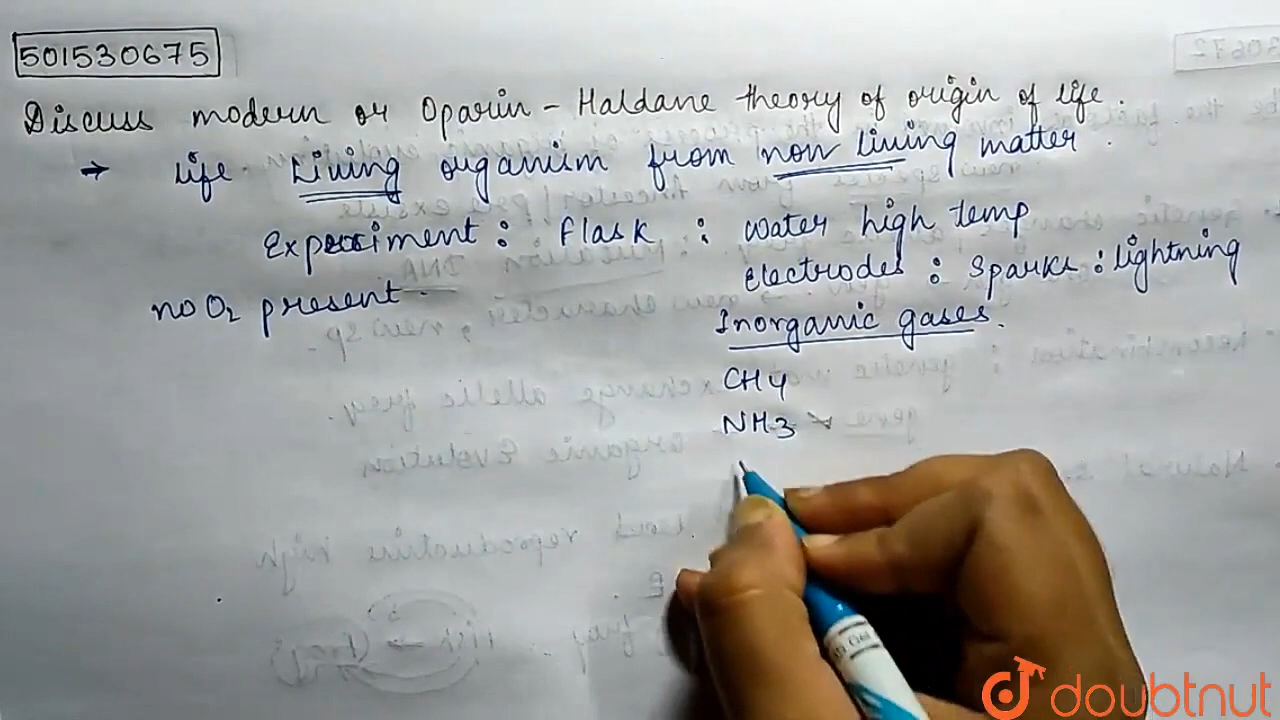 501530675
Discuss modern or Oparin - Haldane theory of origin of life.
→ life Living organism from non living matter.
Experiment : flask : water high temp
Electrodes : Sparks : lightning
no O2 present.
Inorganic gases.
CH4
NH3
doubtnut